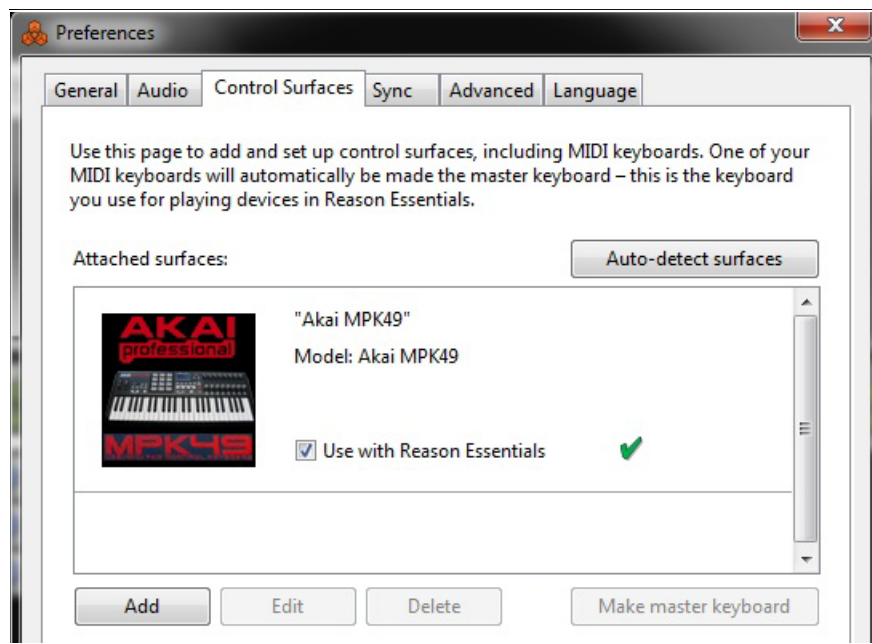 Preferences
General Audio Control Surfaces Sync Advanced Language
Use this page to add and set up control surfaces, including MIDI keyboards. One of your
MIDI keyboards will automatically be made the master keyboard – this is the keyboard
you use for playing devices in Reason Essentials.
Attached surfaces:
Auto-detect surfaces
AKAI
professional
MPK49
"Akai MPK49"
Model: Akai MPK49
Use with Reason Essentials
Add Edit Delete Make master keyboard